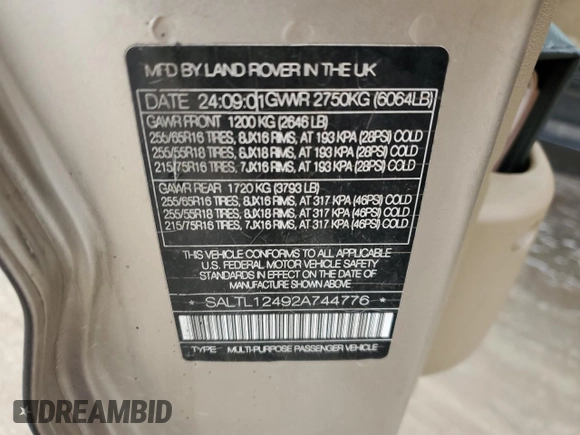 MFD BY: LAND ROVER IN THE UK
DATE 24:09:01 GVWR 2750KG (6064LB)
GAWR FRONT 1200 KG (2646 LB)
255/65R16 TIRES, 8JX16 RIMS, AT 193 KPA (28PSI) COLD
255/55R18 TIRES, 8JX18 RIMS, AT 193 KPA (28PSI) COLD
215/75R16 TIRES, 7JX16 RIMS, AT 193 KPA (28PSI) COLD
GAWR REAR 1720 KG (3793 LB)
255/65R16 TIRES, 8JX16 RIMS, AT 317 KPA (46PSI) COLD
255/55R18 TIRES, 8JX18 RIMS, AT 317 KPA (46PSI) COLD
215/75R16 TIRES, 7JX16 RIMS, AT 317 KPA (46PSI) COLD
THIS VEHICLE CONFORMS TO ALL APPLICABLE
U.S. FEDERAL MOTOR VEHICLE SAFETY
STANDARDS IN EFFECT ON THE DATE OF
MANUFACTURE SHOWN ABOVE
* SALTL12492A744776 *
TYPE MULTI-PURPOSE PASSENGER VEHICLE
DREAMBID